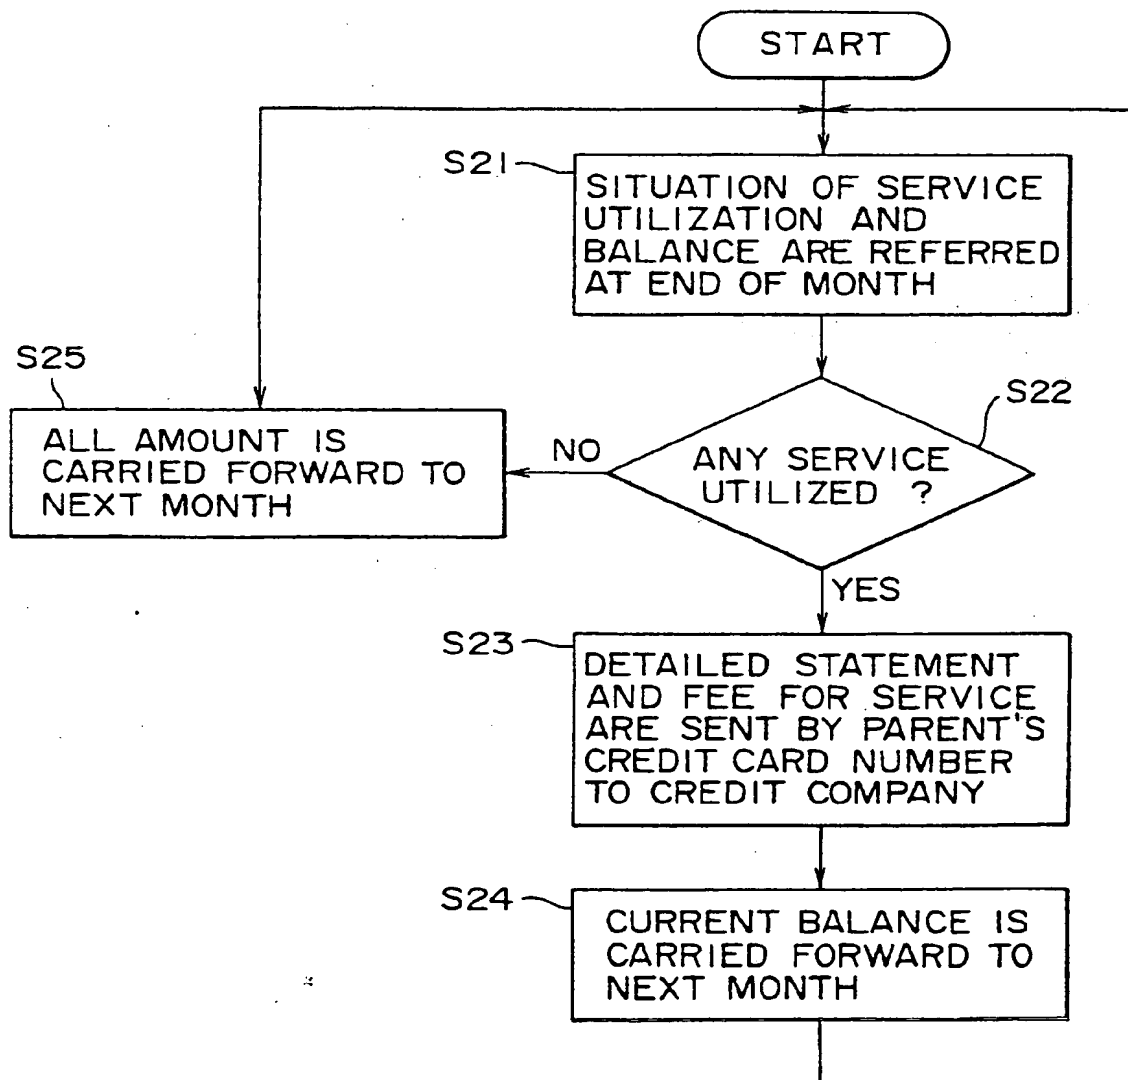 START
S21
SITUATION OF SERVICE
UTILIZATION AND
BALANCE ARE REFERRED
AT END OF MONTH
S22
ANY SERVICE
UTILIZED ?
NO
S25
ALL AMOUNT IS
CARRIED FORWARD TO
NEXT MONTH
YES
S23
DETAILED STATEMENT
AND FEE FOR SERVICE
ARE SENT BY PARENT'S
CREDIT CARD NUMBER
TO CREDIT COMPANY
S24
CURRENT BALANCE IS
CARRIED FORWARD TO
NEXT MONTH